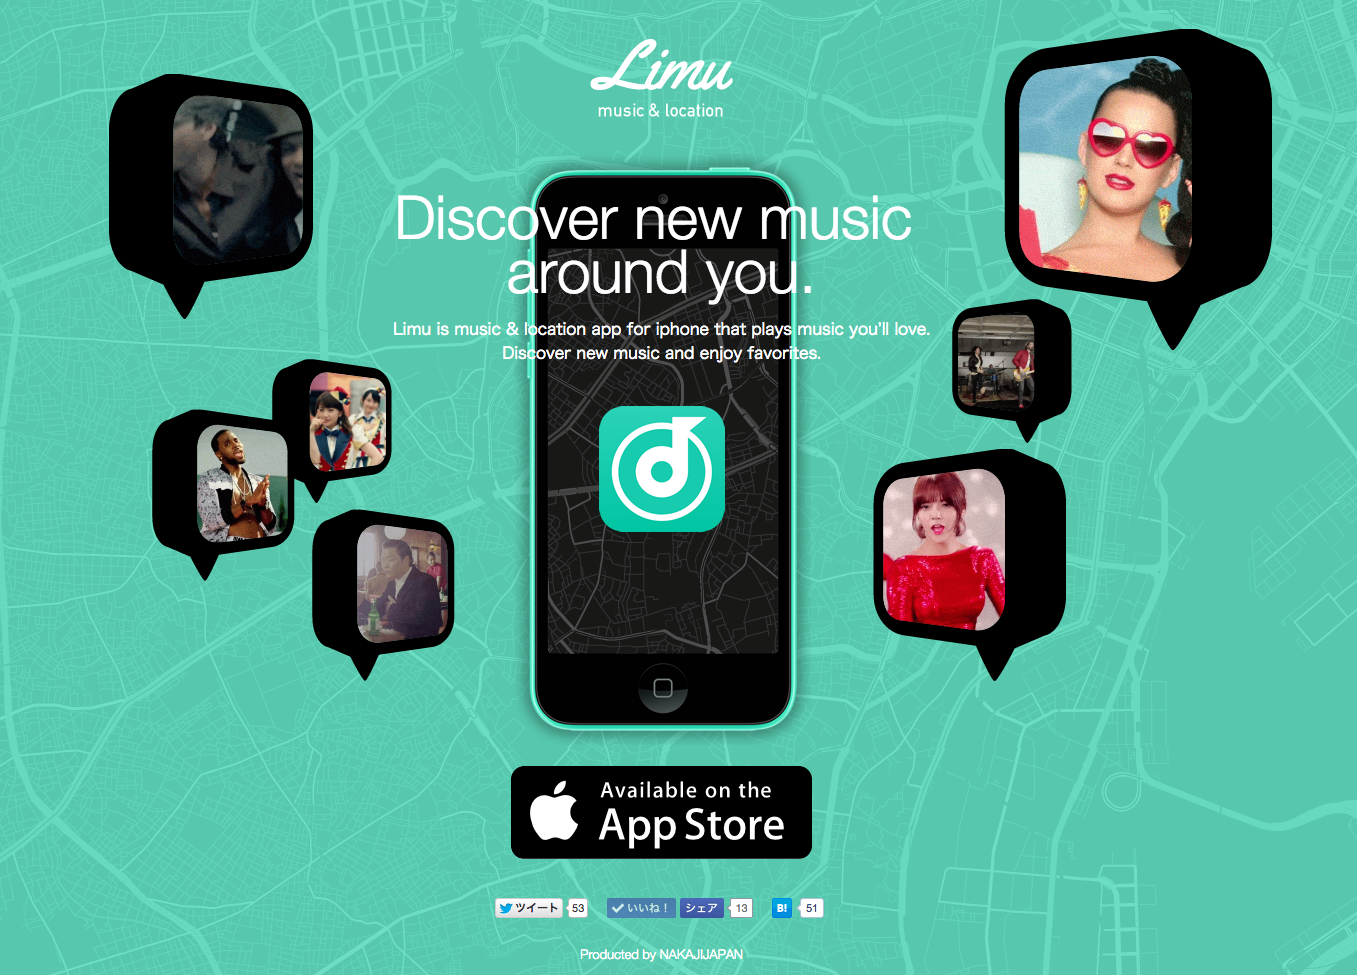 Limu
music & location
Discover new music
around you.
Limu is music & location app for iphone that plays music you'll love.
Discover new music and enjoy favorites.
Available on the
App Store
ツイート 53 いいね！ シェア 13 B! 51
Producted by NAKAJIJAPAN